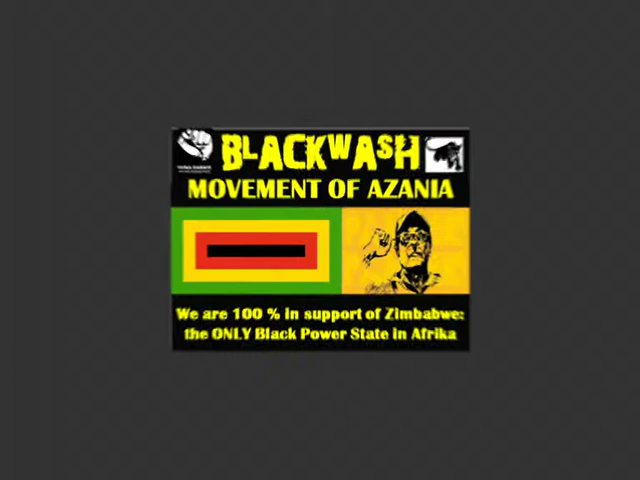 BLACKWASH
MOVEMENT OF AZANIA
We are 100 % in support of Zimbabwe:
the ONLY Black Power State in Afrika